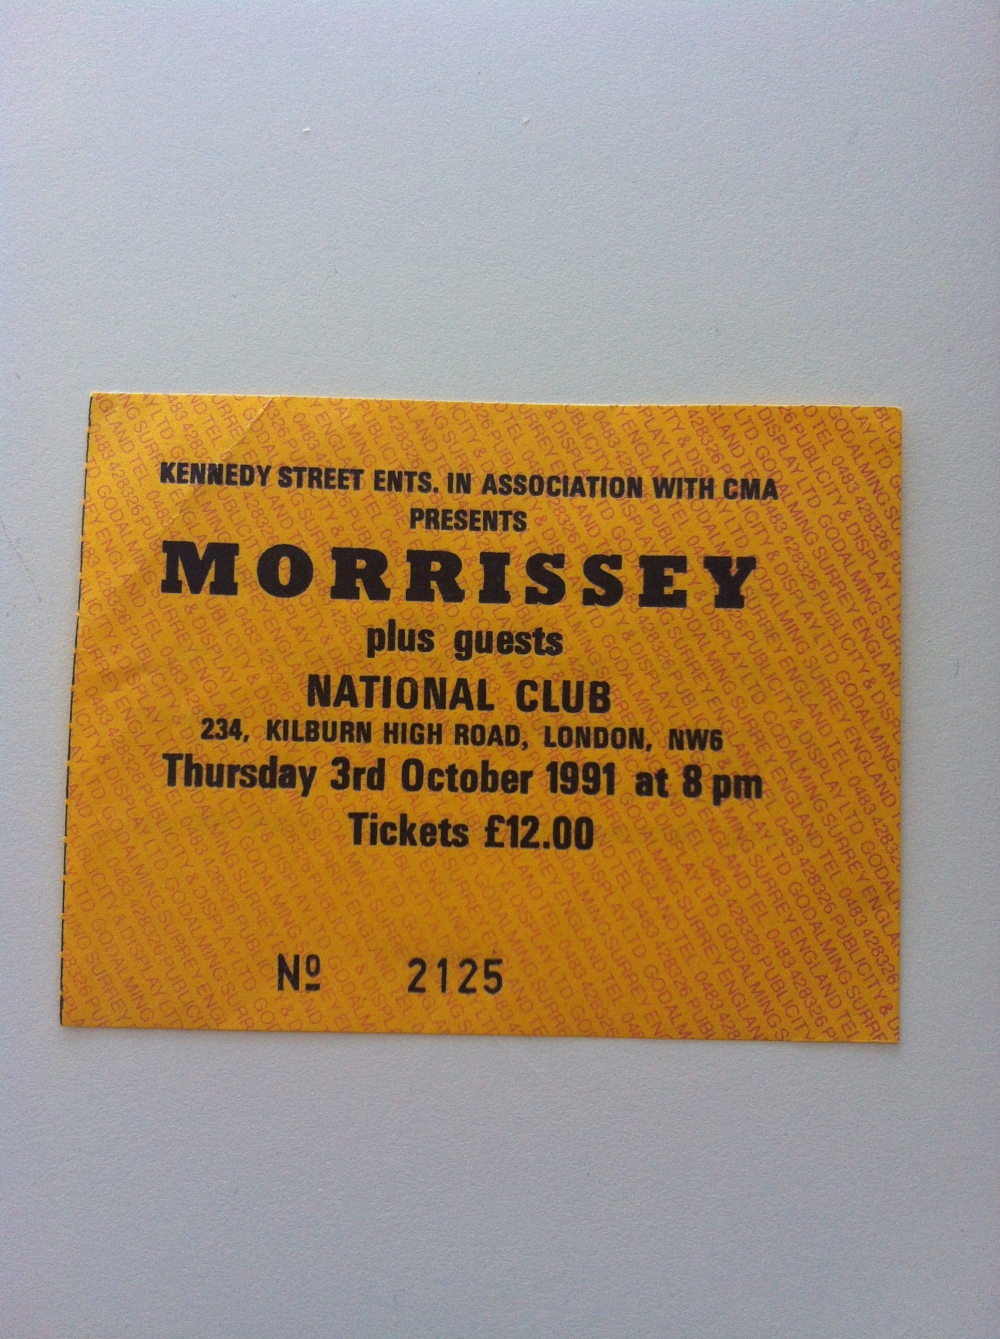 KENNEDY STREET ENTS. IN ASSOCIATION WITH CMA
PRESENTS
MORRISSEY
plus guests
NATIONAL CLUB
234, KILBURN HIGH ROAD, LONDON, NW6
Thursday 3rd October 1991 at 8 pm
Tickets £12.00
Nº 2125